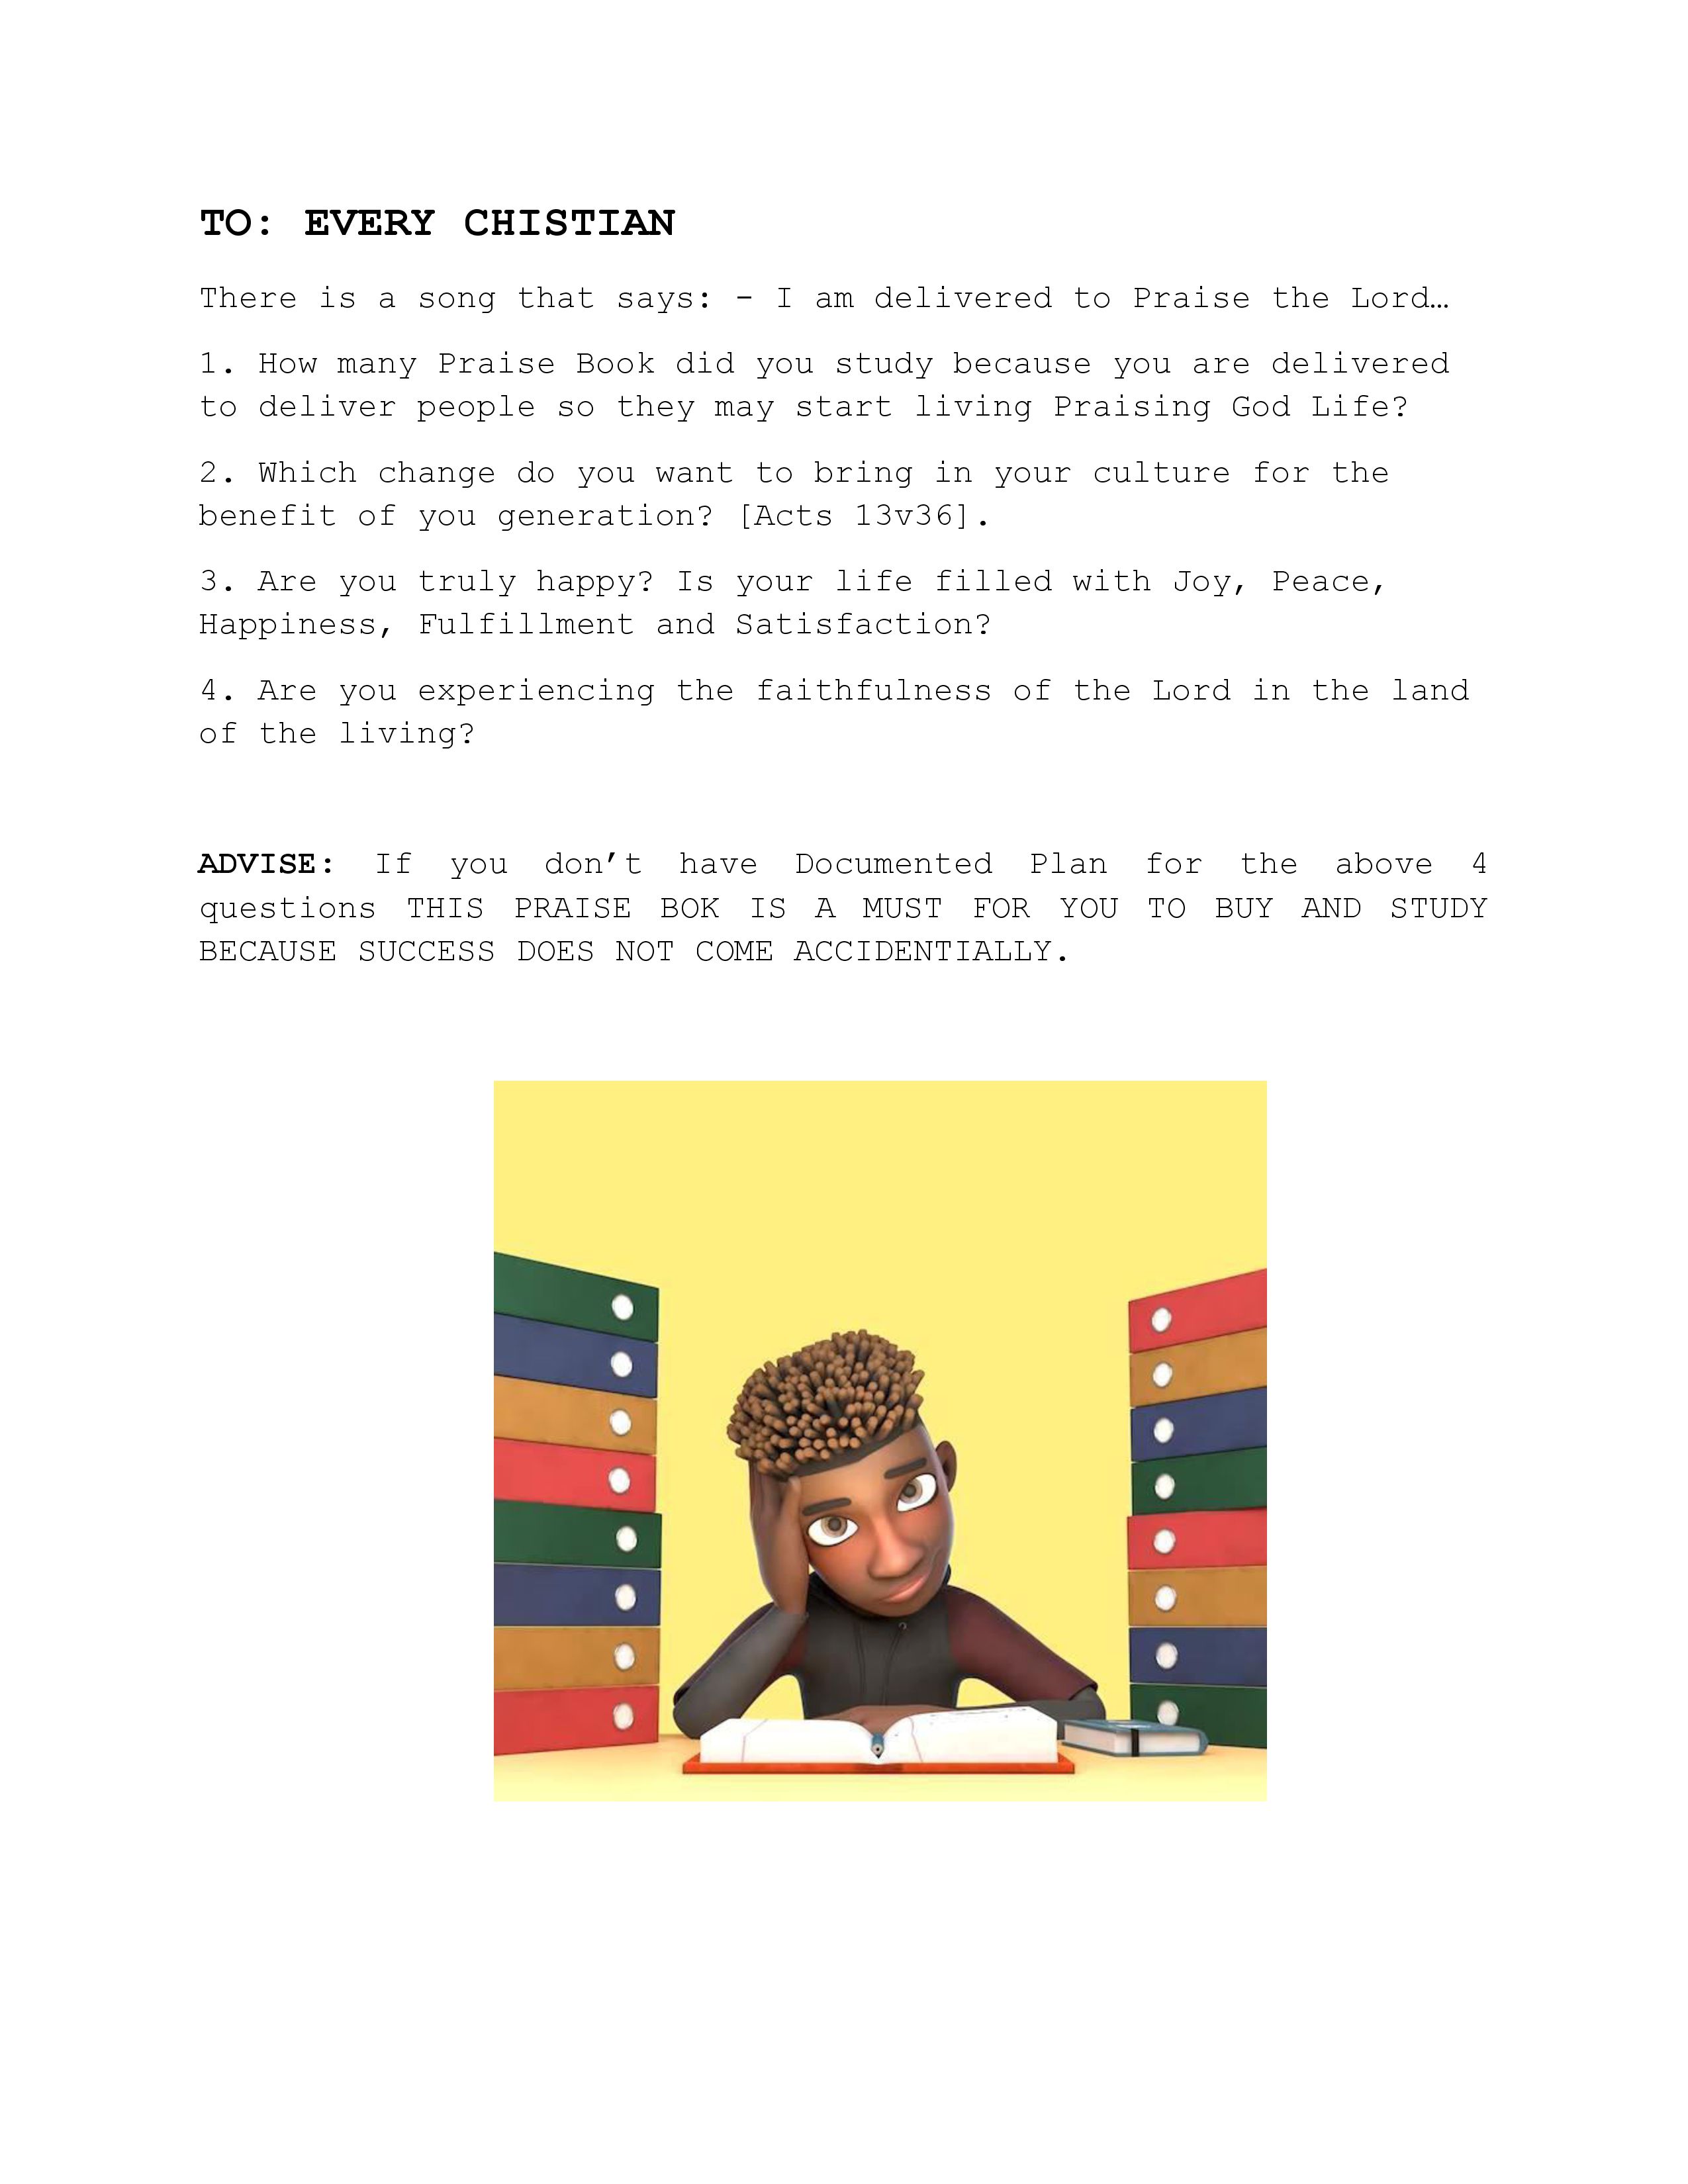 TO: EVERY CHISTIAN
There is a song that says: - I am delivered to Praise the Lord…
1. How many Praise Book did you study because you are delivered
to deliver people so they may start living Praising God Life?
2. Which change do you want to bring in your culture for the
benefit of you generation? [Acts 13v36].
3. Are you truly happy? Is your life filled with Joy, Peace,
Happiness, Fulfillment and Satisfaction?
4. Are you experiencing the faithfulness of the Lord in the land
of the living?
ADVISE: If you don’t have Documented Plan for the above 4
questions THIS PRAISE BOK IS A MUST FOR YOU TO BUY AND STUDY
BECAUSE SUCCESS DOES NOT COME ACCIDENTIALLY.